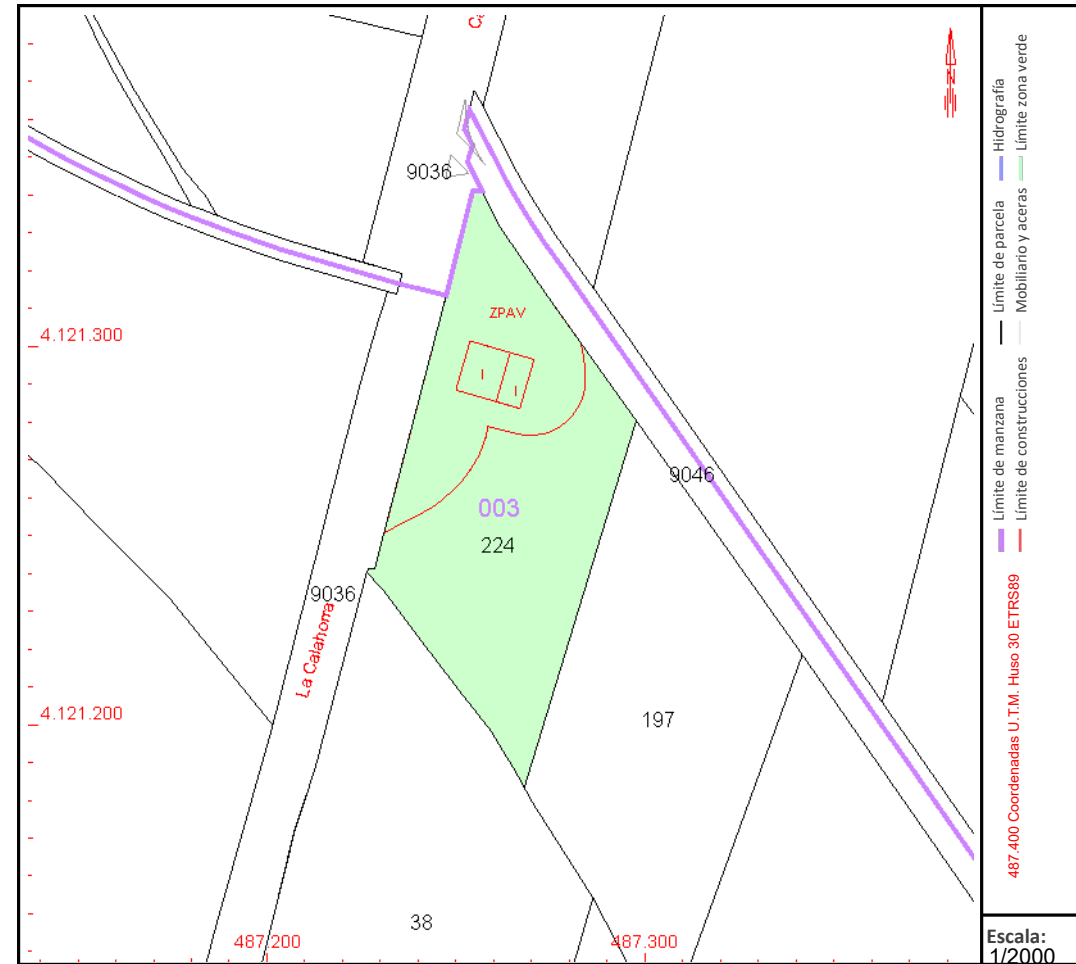 N
9036
ZPAV
4.121.300
I
I
9046
003
224
9036
La Calahorra
4.121.200
197
38
487.200
487.300
Límite de manzana
Límite de parcela
Hidrografía
Límite de construcciones
Mobiliario y aceras
Límite zona verde
487.400 Coordenadas U.T.M. Huso 30 ETRS89
Escala:
1/2000